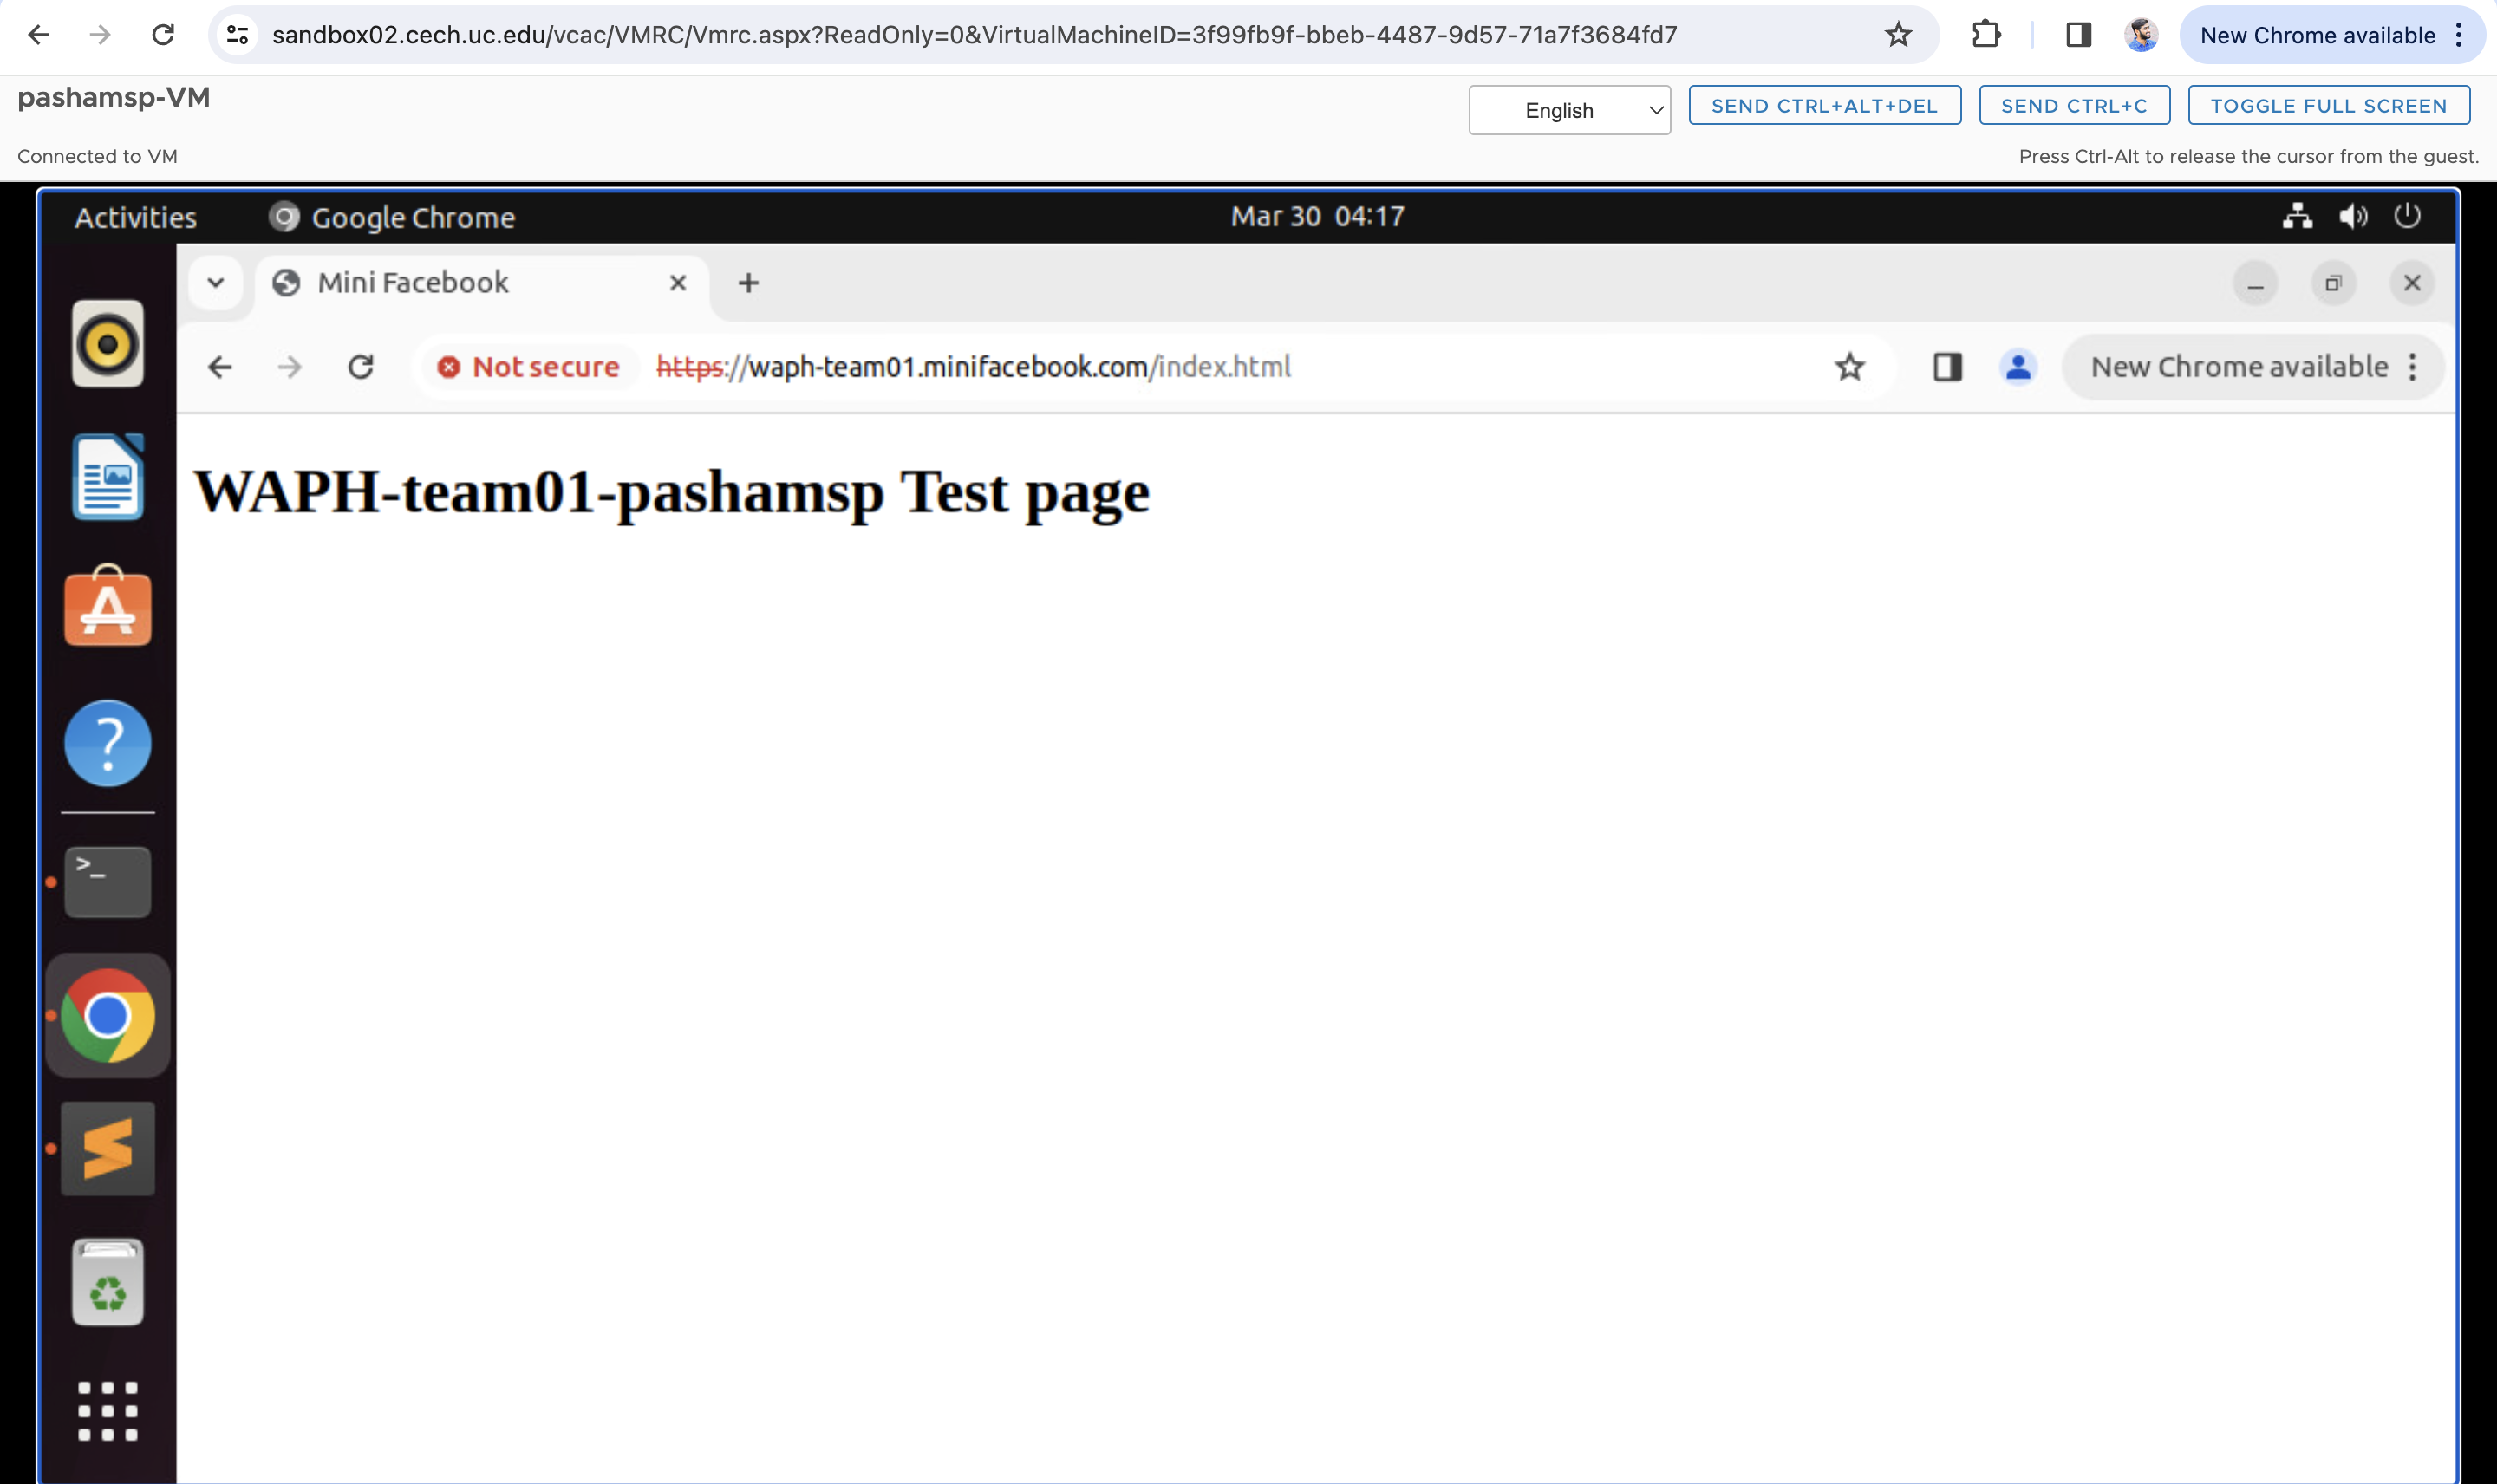 sandbox02.cech.uc.edu/vcac/VMRC/Vmrc.aspx?ReadOnly=0&VirtualMachineID=3f99fb9f-bbeb-4487-9d57-71a7f3684fd7
New Chrome available
pashamsp-VM
English
SEND CTRL+ALT+DEL
SEND CTRL+C
TOGGLE FULL SCREEN
Connected to VM
Press Ctrl-Alt to release the cursor from the guest.
Activities
Google Chrome
Mar 30 04:17
Mini Facebook
Not secure
https://waph-team01.minifacebook.com/index.html
New Chrome available
WAPH-team01-pashamsp Test page